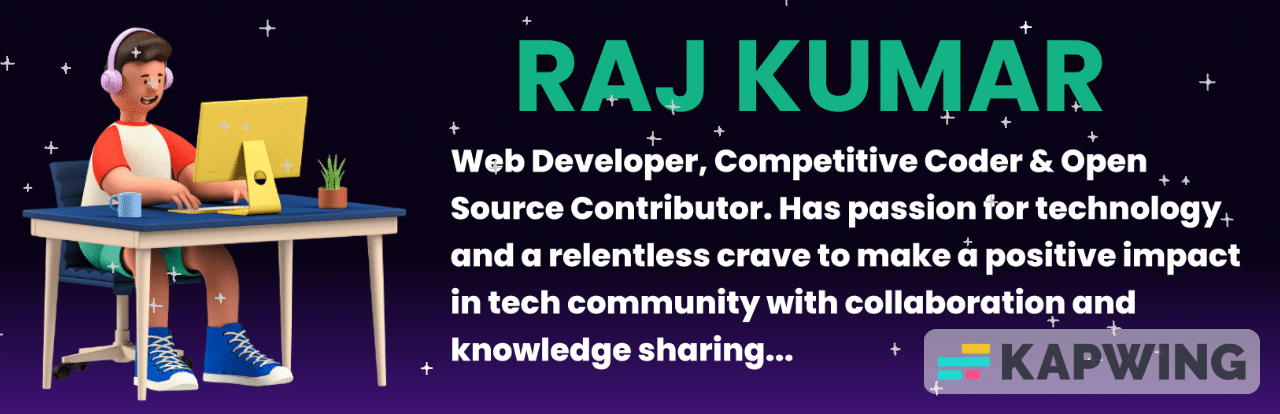 RAJ KUMAR
Web Developer, Competitive Coder & Open
Source Contributor. Has passion for technology
and a relentless crave to make a positive impact
in tech community with collaboration and
knowledge sharing...
KAPWING